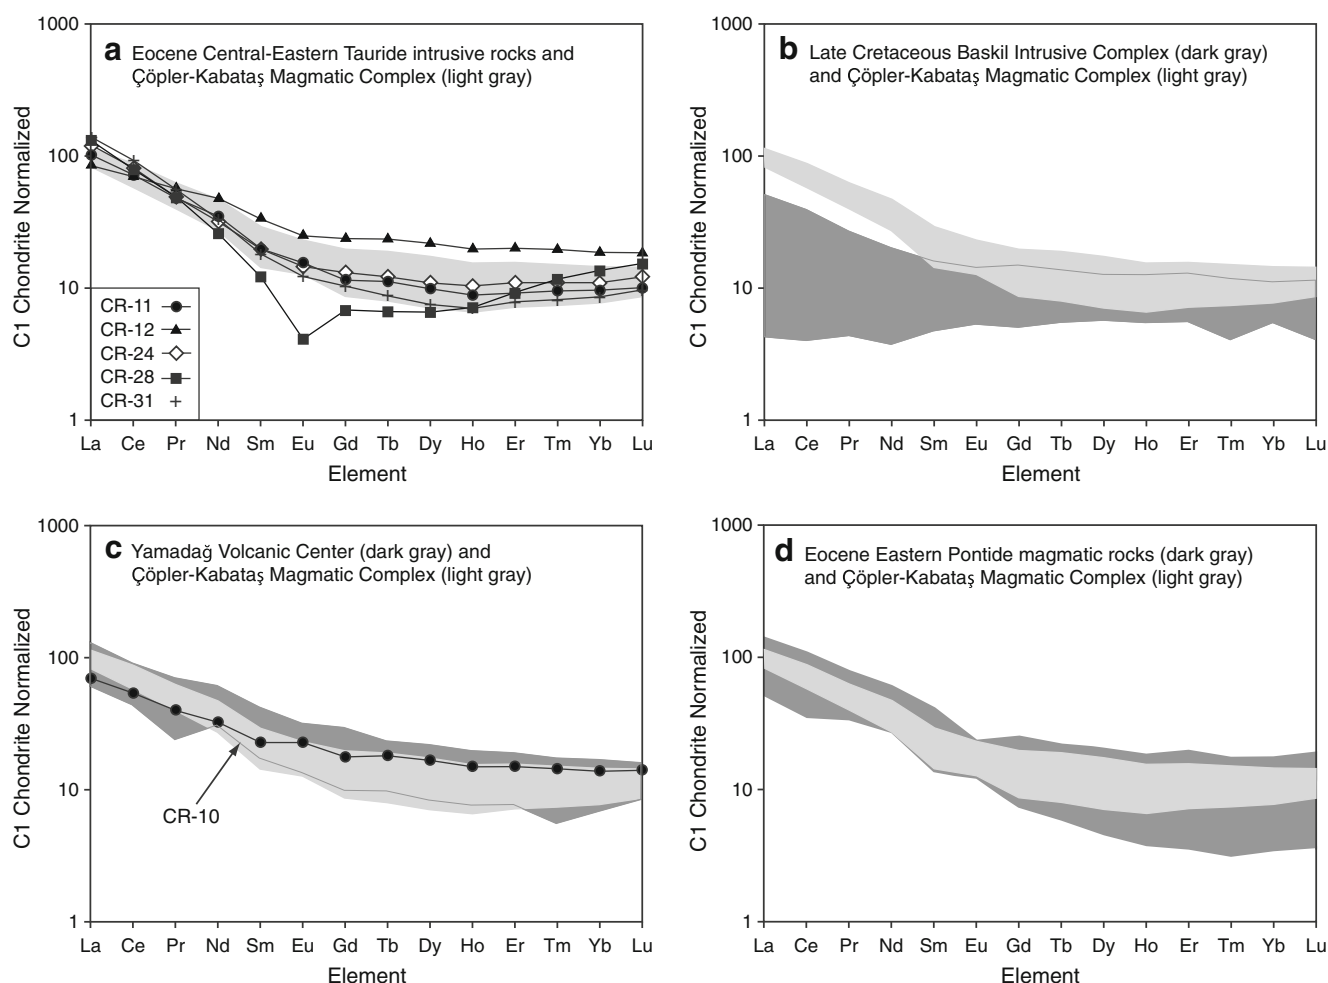 a Eocene Central-Eastern Tauride intrusive rocks and
Çöpler-Kabataş Magmatic Complex (light gray)
1000
100
10
1
C1 Chondrite Normalized
CR-11
CR-12
CR-24
CR-28
CR-31
La Ce Pr Nd Sm Eu Gd Tb Dy Ho Er Tm Yb Lu
Element
b Late Cretaceous Baskil Intrusive Complex (dark gray)
and Çöpler-Kabataş Magmatic Complex (light gray)
1000
100
10
1
C1 Chondrite Normalized
La Ce Pr Nd Sm Eu Gd Tb Dy Ho Er Tm Yb Lu
Element
c Yamadağ Volcanic Center (dark gray) and
Çöpler-Kabataş Magmatic Complex (light gray)
1000
100
10
1
C1 Chondrite Normalized
CR-10
La Ce Pr Nd Sm Eu Gd Tb Dy Ho Er Tm Yb Lu
Element
d Eocene Eastern Pontide magmatic rocks (dark gray)
and Çöpler-Kabataş Magmatic Complex (light gray)
1000
100
10
1
C1 Chondrite Normalized
La Ce Pr Nd Sm Eu Gd Tb Dy Ho Er Tm Yb Lu
Element